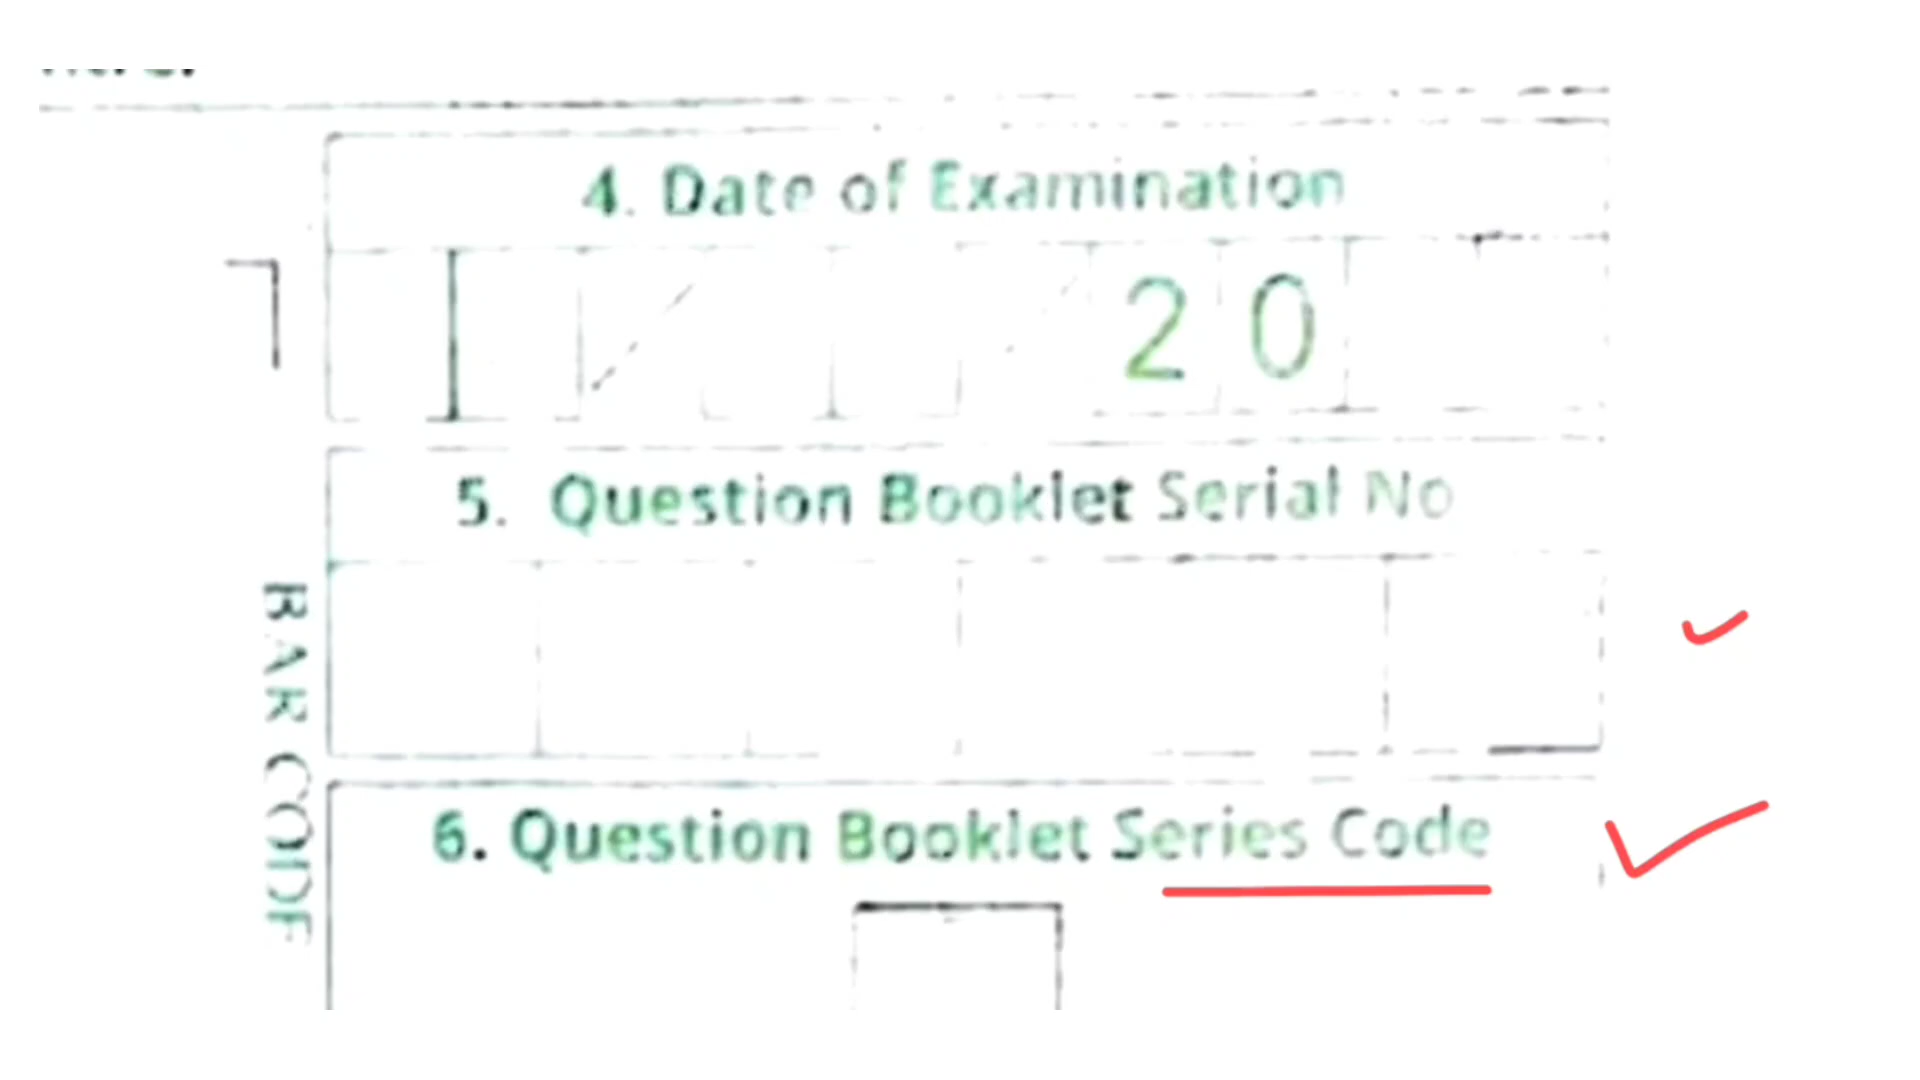 4. Date of Examination
2 0
5. Question Booklet Serial No
BAR CODE
6. Question Booklet Series Code